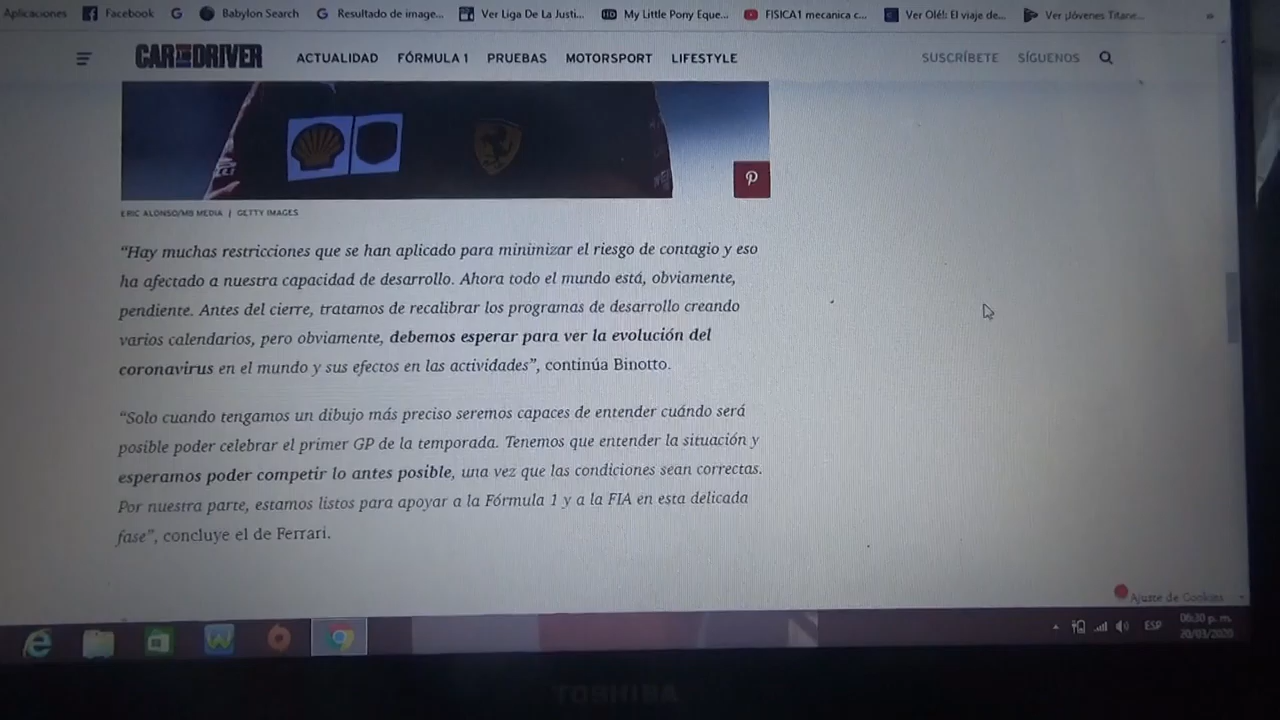 Aplicaciones Facebook Babylon Search Resultado de image... Ver Liga De La Justi... My Little Pony Eque... FISICA1 mecanica c... Ver Olé!: El viaje de... Ver ¡Jóvenes Titane... »
CAR AND DRIVER ACTUALIDAD FÓRMULA 1 PRUEBAS MOTORSPORT LIFESTYLE SUSCRÍBETE SÍGUENOS
ERIC ALONSO/MB MEDIA | GETTY IMAGES
“Hay muchas restricciones que se han aplicado para minimizar el riesgo de contagio y eso
ha afectado a nuestra capacidad de desarrollo. Ahora todo el mundo está, obviamente,
pendiente. Antes del cierre, tratamos de recalibrar los programas de desarrollo creando
varios calendarios, pero obviamente, debemos esperar para ver la evolución del
coronavirus en el mundo y sus efectos en las actividades”, continúa Binotto.
“Solo cuando tengamos un dibujo más preciso seremos capaces de entender cuándo será
posible poder celebrar el primer GP de la temporada. Tenemos que entender la situación y
esperamos poder competir lo antes posible, una vez que las condiciones sean correctas.
Por nuestra parte, estamos listos para apoyar a la Fórmula 1 y a la FIA en esta delicada
fase”, concluye el de Ferrari.
Ajuste de Cookies
ESP 06:30 p. m.
20/03/2020
TOSHIBA